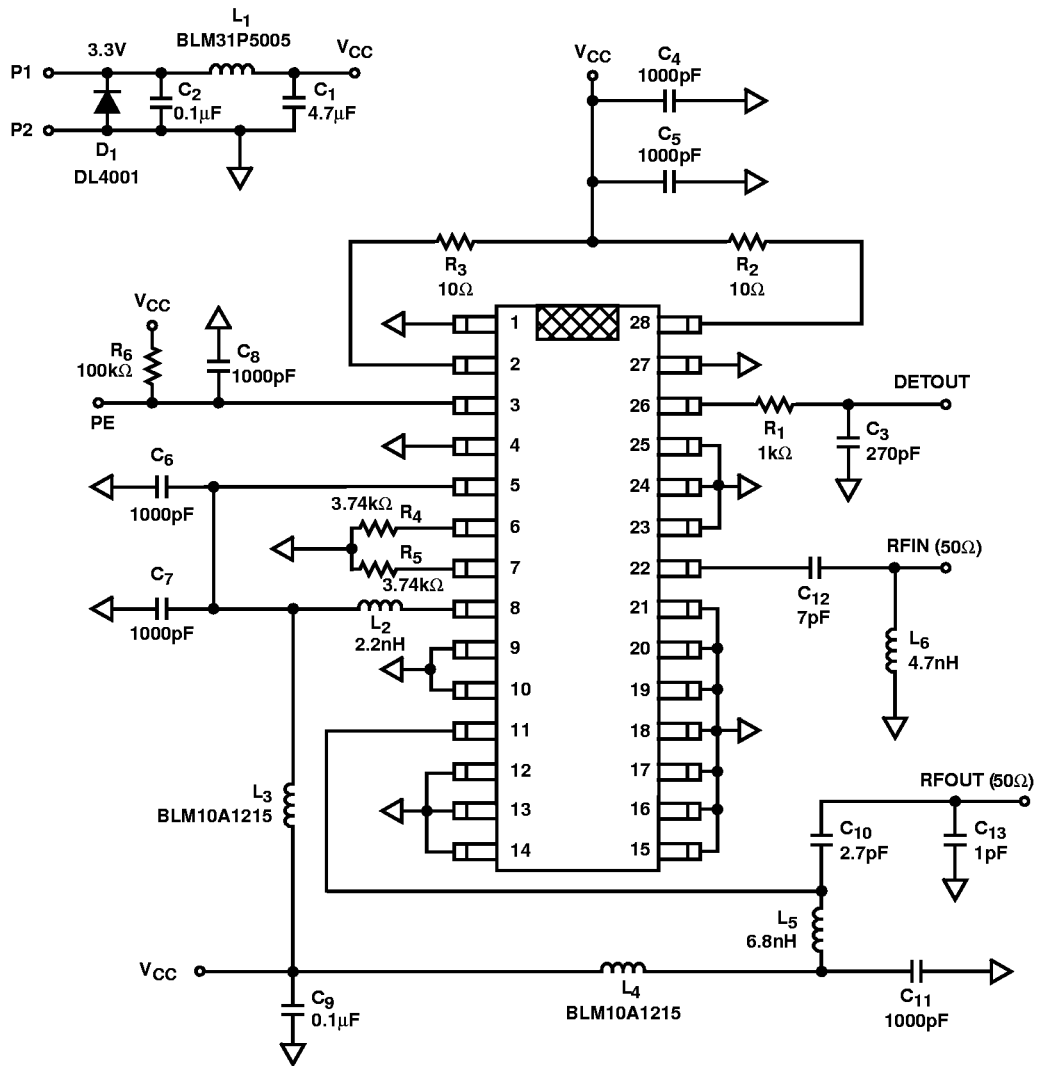 L1
BLM31P5005
3.3V
VCC
P1
C2
0.1μF
C1
4.7μF
P2
D1
DL4001
VCC
C4
1000pF
C5
1000pF
R3
10Ω
R2
10Ω
VCC
R6
100kΩ
C8
1000pF
PE
1
2
3
4
5
6
7
8
9
10
11
12
13
14
28
27
26
25
24
23
22
21
20
19
18
17
16
15
DETOUT
R1
1kΩ
C3
270pF
C6
1000pF
3.74kΩ
R4
R5
3.74kΩ
C7
1000pF
L2
2.2nH
RFIN (50Ω)
C12
7pF
L6
4.7nH
L3
BLM10A1215
RFOUT (50Ω)
C10
2.7pF
C13
1pF
L5
6.8nH
VCC
C9
0.1μF
L4
BLM10A1215
C11
1000pF